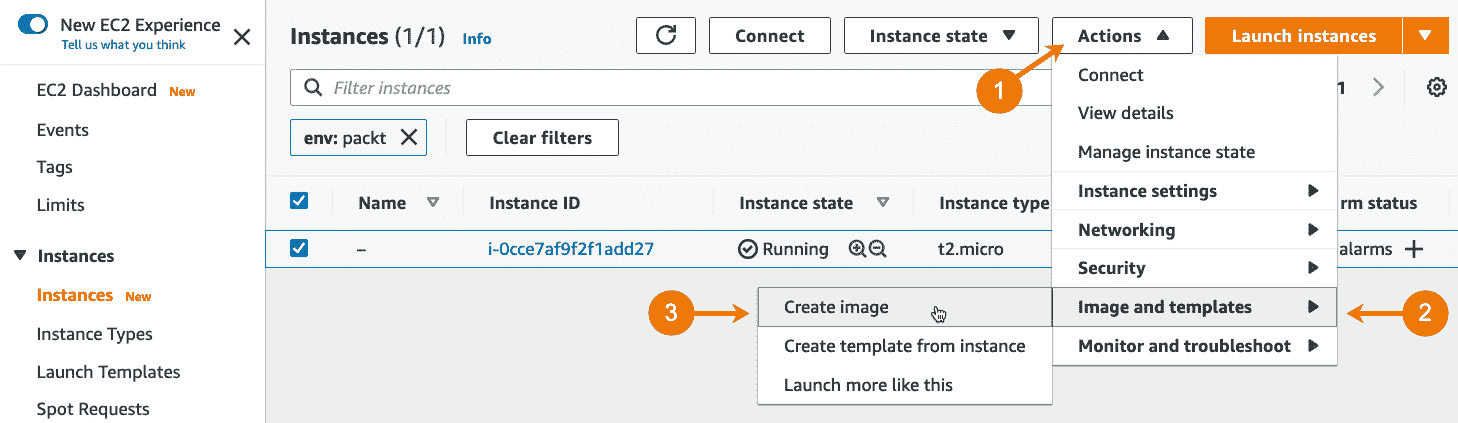 New EC2 Experience
Tell us what you think
EC2 Dashboard New
Events
Tags
Limits
Instances
Instances New
Instance Types
Launch Templates
Spot Requests
Instances (1/1) Info
Connect
Instance state
Actions
Launch instances
1
Filter instances
1
env: packt
Clear filters
Name
Instance ID
Instance state
Instance type
rm status
–
i-0cce7af9f2f1add27
Running
t2.micro
alarms
Connect
View details
Manage instance state
Instance settings
Networking
Security
Image and templates
2
Monitor and troubleshoot
3
Create image
Create template from instance
Launch more like this